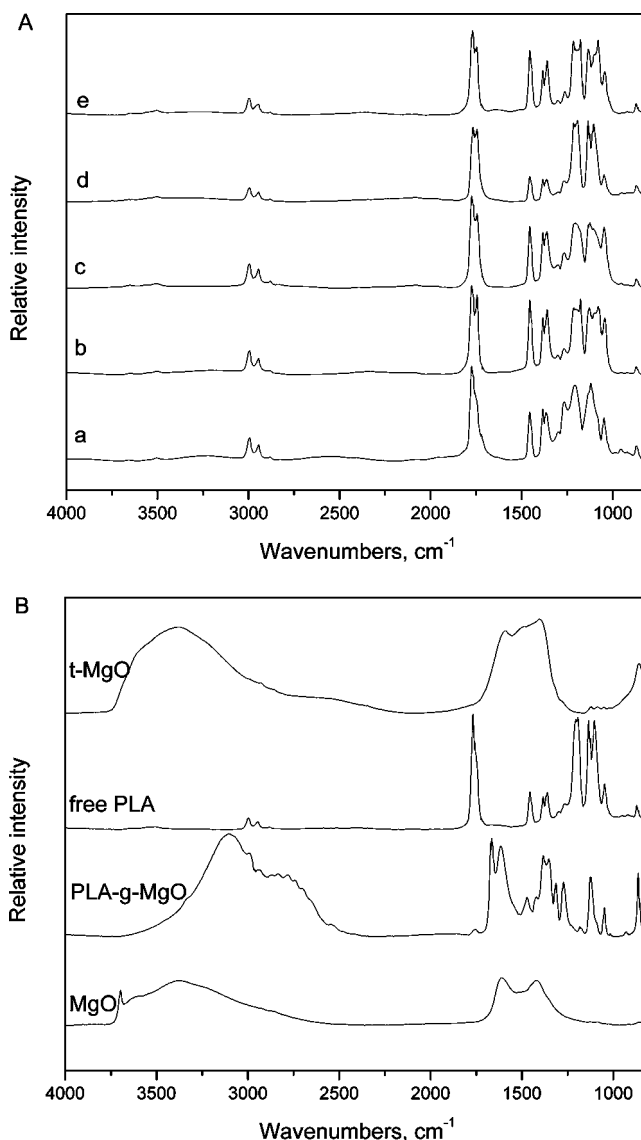 A
Relative intensity
e
d
c
b
a
4000 3500 3000 2500 2000 1500 1000
Wavenumbers, cm-1
B
Relative intensity
t-MgO
free PLA
PLA-g-MgO
MgO
4000 3500 3000 2500 2000 1500 1000
Wavenumbers, cm-1